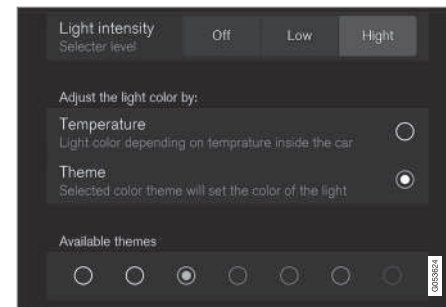 Light intensity Off Low Hight
Selecter level
Adjust the light color by:
Temperature
Light color depending on temprature inside the car
Theme
Selected color theme will set the color of the light
Available themes
G053624